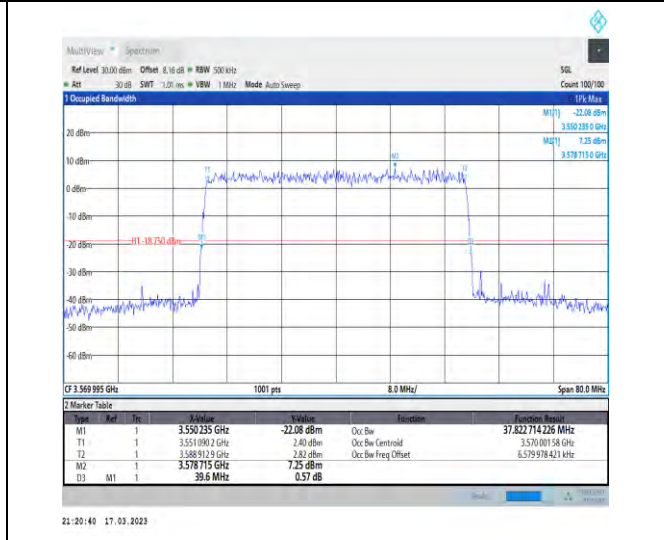 MultiView Spectrum
Ref Level 30.00 dBm Offset 8.16 dB RBW 500 kHz SGL
Att 30 dB SWT 1.01 ms VBW 1 MHz Mode Auto Sweep Count 100/100
1 Occupied Bandwidth 1Pk Max
M1[1] -22.08 dBm
3.550 235 0 GHz
M2[1] 7.25 dBm
3.578 715 0 GHz
20 dBm
10 dBm
M2
T1
T2
0 dBm
-10 dBm
H1 -18.750 dBm
M1
D3
-20 dBm
-30 dBm
-40 dBm
-50 dBm
-60 dBm
CF 3.569 995 GHz 1001 pts 8.0 MHz/ Span 80.0 MHz
2 Marker Table
Type Ref Trc X-Value Y-Value Function Function Result
M1 1 3.550 235 GHz -22.08 dBm Occ Bw 37.822 714 226 MHz
T1 1 3.551 090 2 GHz 2.40 dBm Occ Bw Centroid 3.570 001 58 GHz
T2 1 3.588 912 9 GHz 2.82 dBm Occ Bw Freq Offset 6.579 978 421 kHz
M2 1 3.578 715 GHz 7.25 dBm
D3 M1 1 39.6 MHz 0.57 dB
21:20:40 17.03.2023